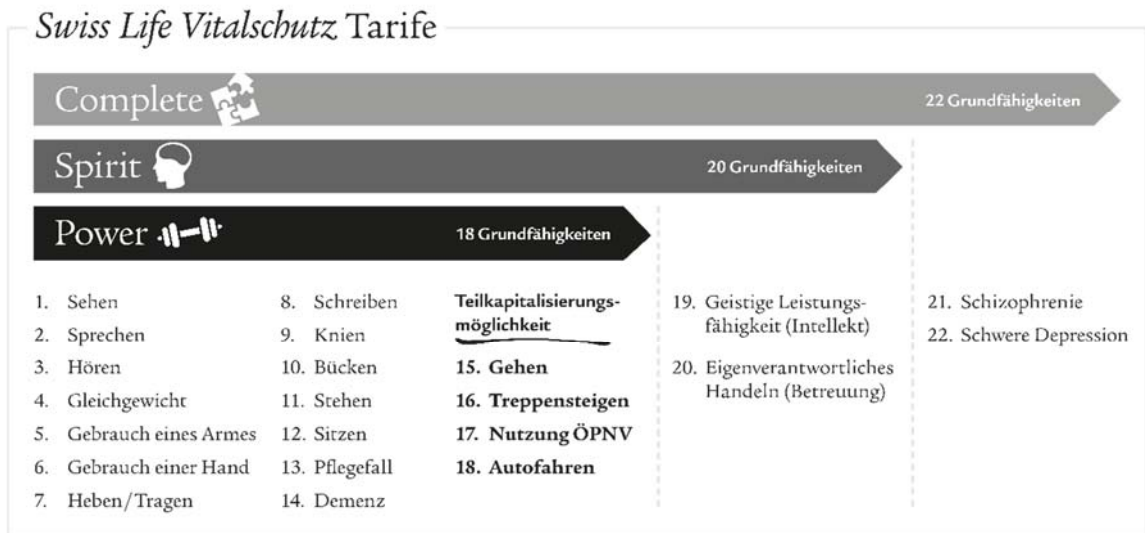 Swiss Life Vitalschutz Tarife
Complete
22 Grundfähigkeiten
Spirit
20 Grundfähigkeiten
Power
18 Grundfähigkeiten
1. Sehen
2. Sprechen
3. Hören
4. Gleichgewicht
5. Gebrauch eines Armes
6. Gebrauch einer Hand
7. Heben/Tragen
8. Schreiben
9. Knien
10. Bücken
11. Stehen
12. Sitzen
13. Pflegefall
14. Demenz
Teilkapitalisierungs-
möglichkeit
15. Gehen
16. Treppensteigen
17. Nutzung ÖPNV
18. Autofahren
19. Geistige Leistungs-
fähigkeit (Intellekt)
20. Eigenverantwortliches
Handeln (Betreuung)
21. Schizophrenie
22. Schwere Depression